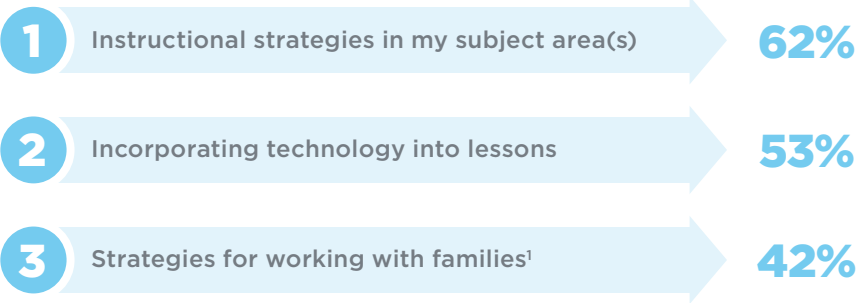 1 Instructional strategies in my subject area(s) 62%
2 Incorporating technology into lessons 53%
3 Strategies for working with families¹ 42%